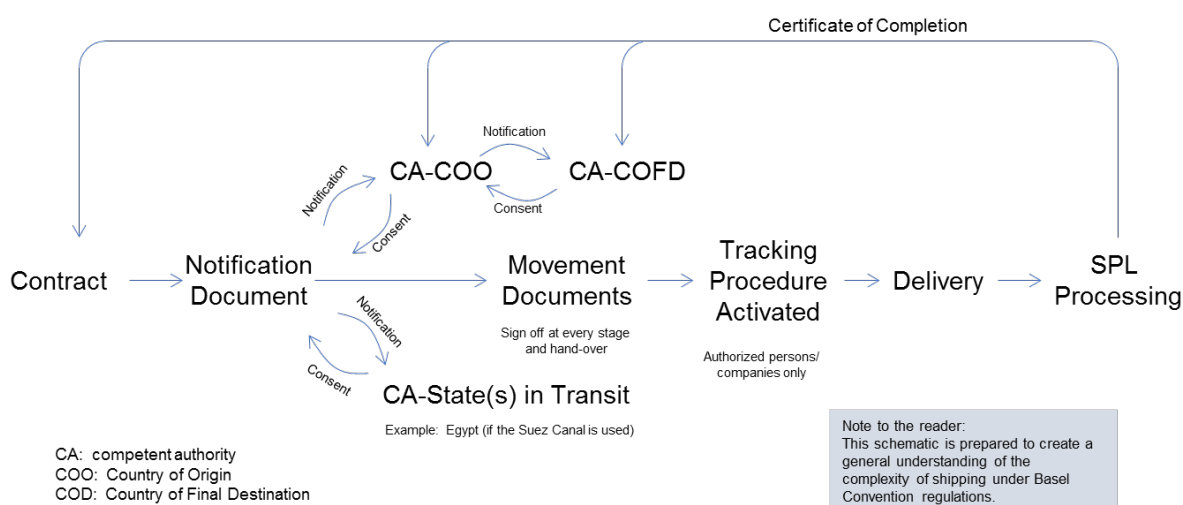 Certificate of Completion
Notification
CA-COO
CA-COFD
Consent
Notification
Consent
Contract
Notification
Document
Movement
Documents
Sign off at every stage
and hand-over
Tracking
Procedure
Activated
Authorized persons/
companies only
Delivery
SPL
Processing
Notification
Consent
CA-State(s) in Transit
Example: Egypt (if the Suez Canal is used)
CA: competent authority
COO: Country of Origin
COD: Country of Final Destination
Note to the reader:
This schematic is prepared to create a
general understanding of the
complexity of shipping under Basel
Convention regulations.